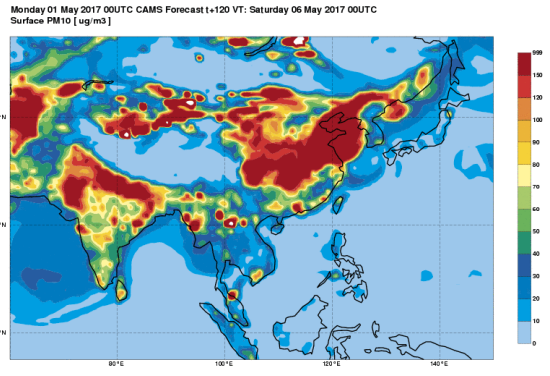 Monday 01 May 2017 00UTC CAMS Forecast t+120 VT: Saturday 06 May 2017 00UTC
Surface PM10 [ ug/m3 ]
999
150
120
100
90
80
70
60
50
40
30
20
10
0
°N
°N
°N
80°E
100°E
120°E
140°E